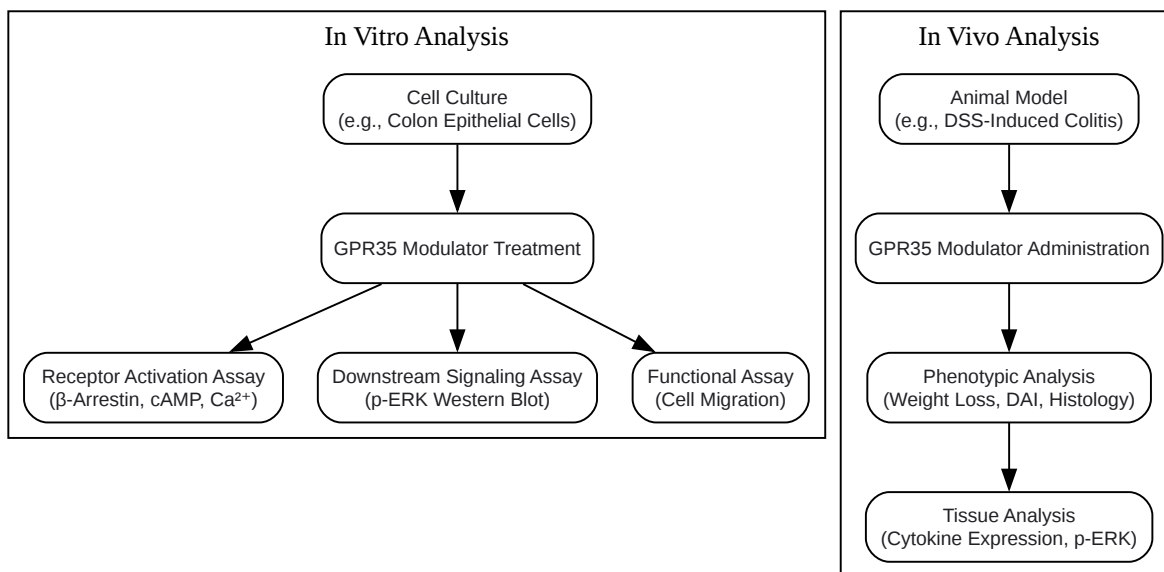 In Vitro Analysis
Cell Culture
(e.g., Colon Epithelial Cells)
GPR35 Modulator Treatment
Receptor Activation Assay
(β-Arrestin, cAMP, Ca²⁺)
Downstream Signaling Assay
(p-ERK Western Blot)
Functional Assay
(Cell Migration)
In Vivo Analysis
Animal Model
(e.g., DSS-Induced Colitis)
GPR35 Modulator Administration
Phenotypic Analysis
(Weight Loss, DAI, Histology)
Tissue Analysis
(Cytokine Expression, p-ERK)